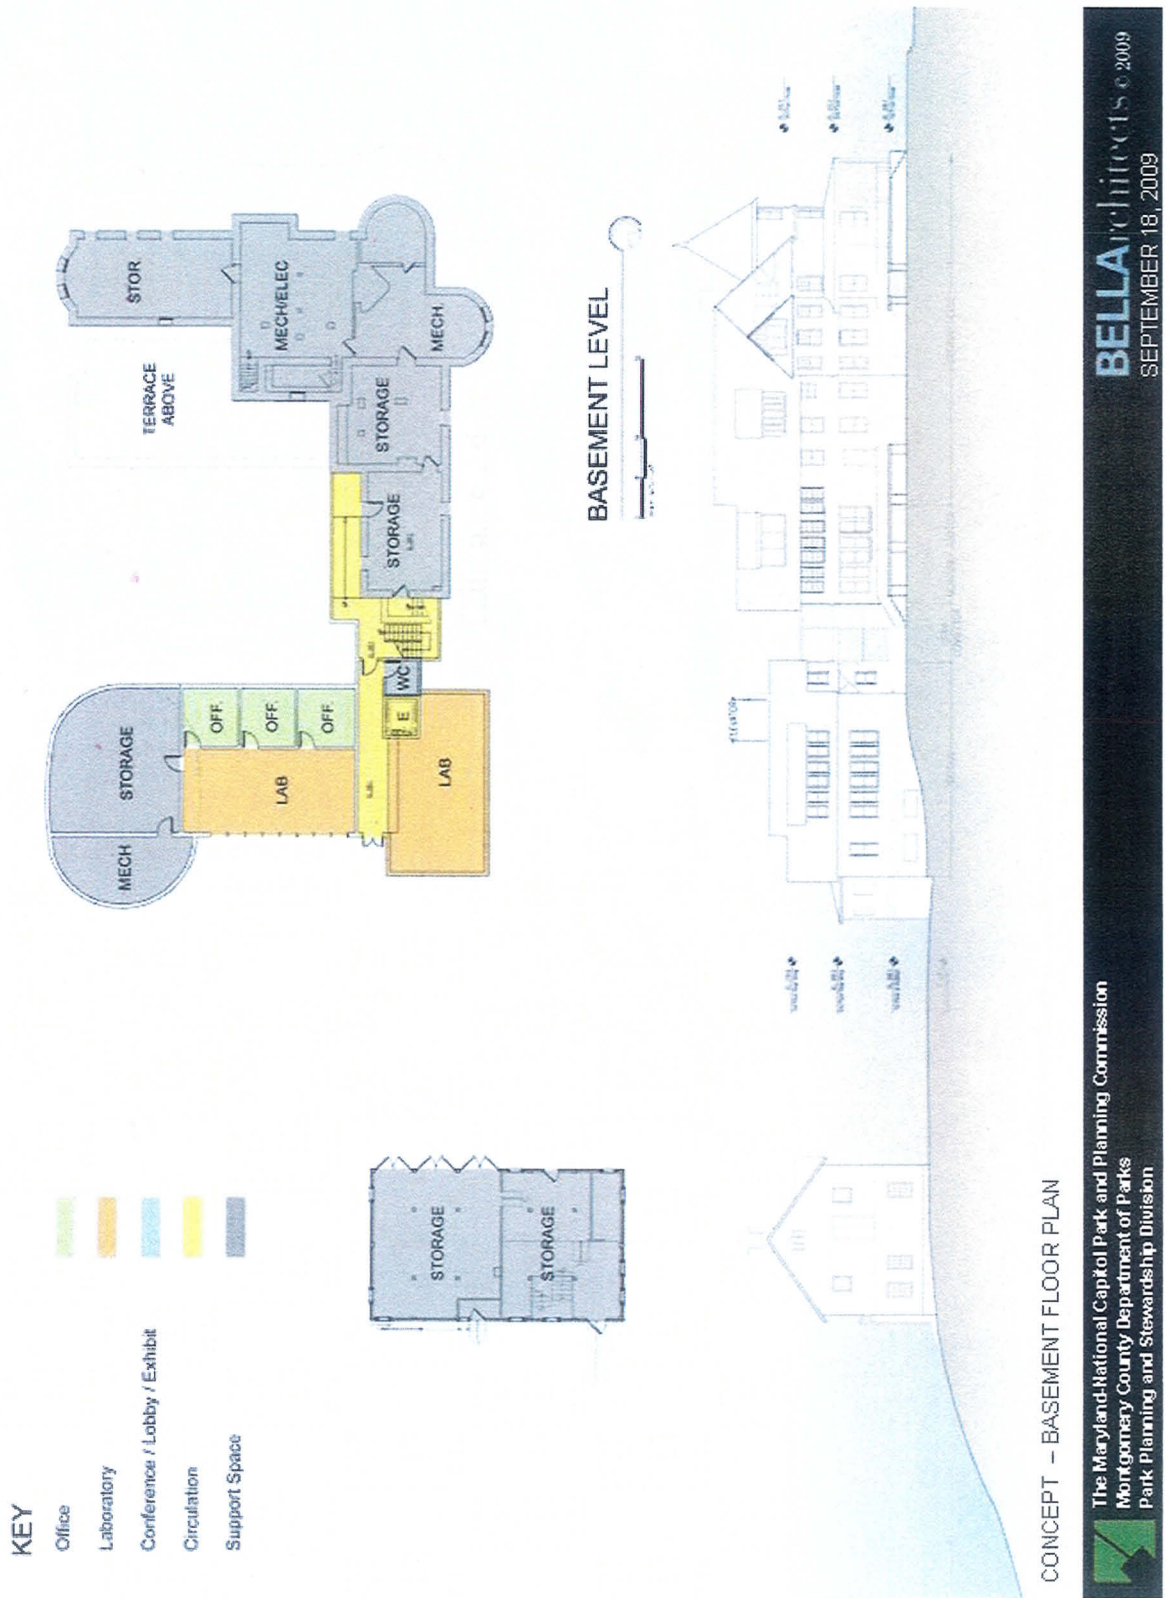 KEY
Office
Laboratory
Conference / Lobby / Exhibit
Circulation
Support Space
STORAGE
STORAGE
MECH
STORAGE
LAB
OFF.
OFF.
OFF.
LAB
E
WC
STORAGE
STORAGE
TERRACE
ABOVE
STOR
MECH/ELEC
MECH
BASEMENT LEVEL
ELEVATOR
CONCEPT – BASEMENT FLOOR PLAN
The Maryland-National Capitol Park and Planning Commission
Montgomery County Department of Parks
Park Planning and Stewardship Division
BELLArchitects © 2009
SEPTEMBER 18, 2009